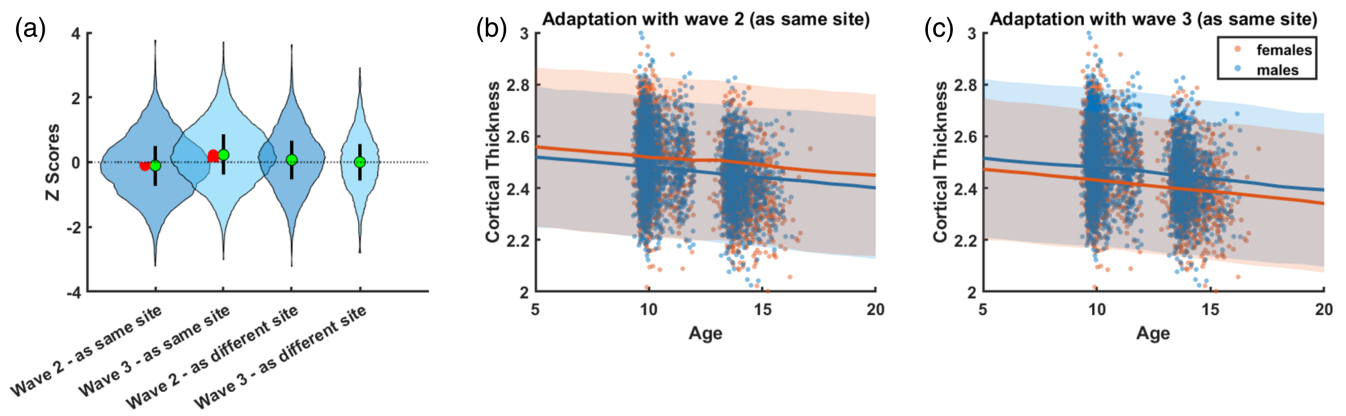 (a)
4
2
0
-2
-4
Z Scores
Wave 2 - as same site
Wave 3 - as same site
Wave 2 - as different site
Wave 3 - as different site
(b)
Adaptation with wave 2 (as same site)
3
2.8
2.6
2.4
2.2
2
Cortical Thickness
5 10 15 20
Age
(c)
Adaptation with wave 3 (as same site)
females
males
3
2.8
2.6
2.4
2.2
2
Cortical Thickness
5 10 15 20
Age